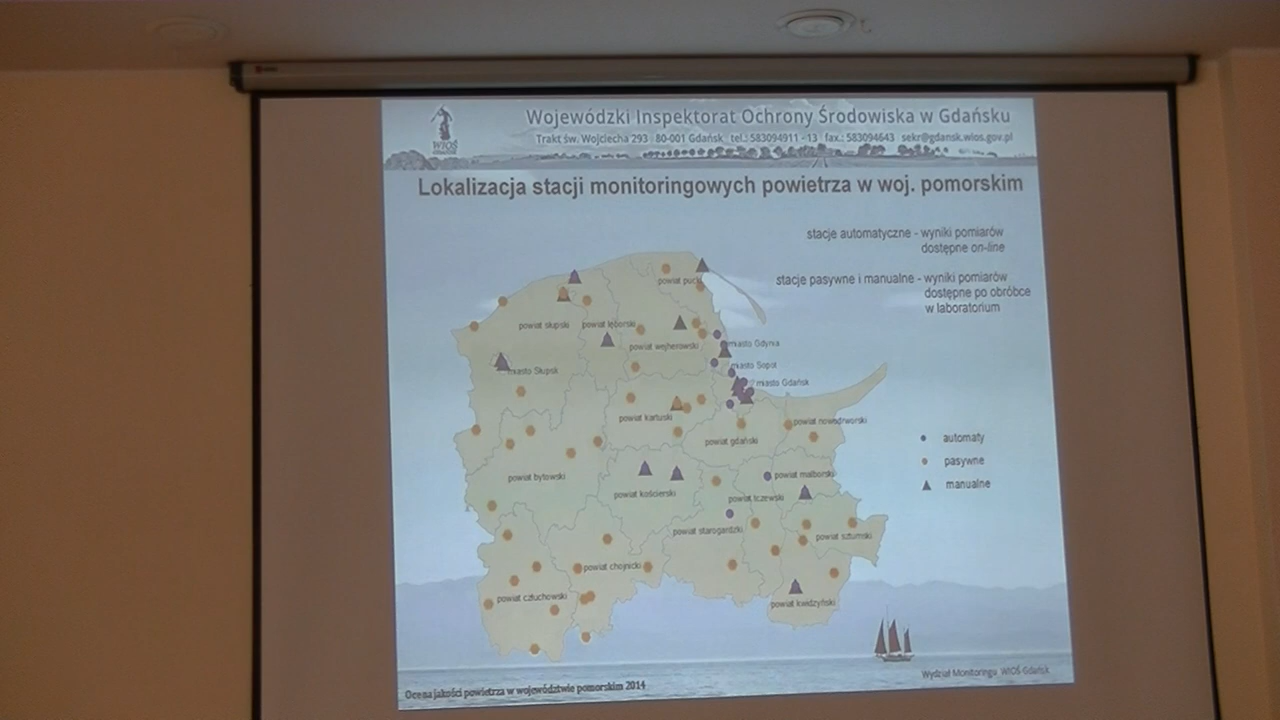 Wojewódzki Inspektorat Ochrony Środowiska w Gdańsku
WIOŚ
Trakt św. Wojciecha 293 80-001 Gdańsk tel.: 583094911 - 13 fax.: 583094643 sekr@gdansk.wios.gov.pl
Lokalizacja stacji monitoringowych powietrza w woj. pomorskim
stacje automatyczne - wyniki pomiarów
dostępne on-line
stacje pasywne i manualne - wyniki pomiarów
dostępne po obróbce
w laboratorium
powiat pucki
powiat słupski
powiat lęborski
powiat wejherowski
miasto Gdynia
miasto Sopot
miasto Słupsk
miasto Gdańsk
powiat kartuski
powiat nowodworski
powiat gdański
automaty
pasywne
manualne
powiat bytowski
powiat kościerski
powiat malborski
powiat tczewski
powiat starogardzki
powiat sztumski
powiat chojnicki
powiat człuchowski
powiat kwidzyński
Wydział Monitoringu WIOŚ Gdańsk
Ocena jakości powietrza w województwie pomorskim 2014